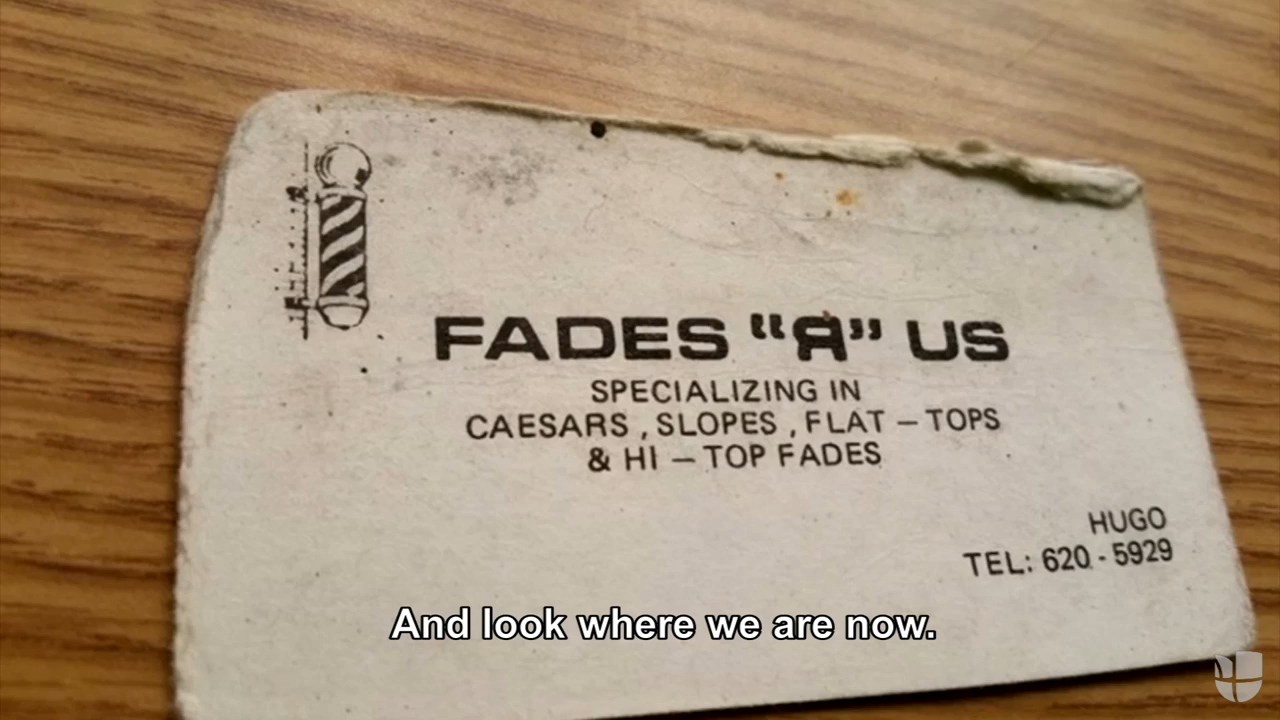 FADES "Я" US
SPECIALIZING IN
CAESARS , SLOPES , FLAT – TOPS
& HI – TOP FADES
HUGO
TEL: 620 - 5929
And look where we are now.